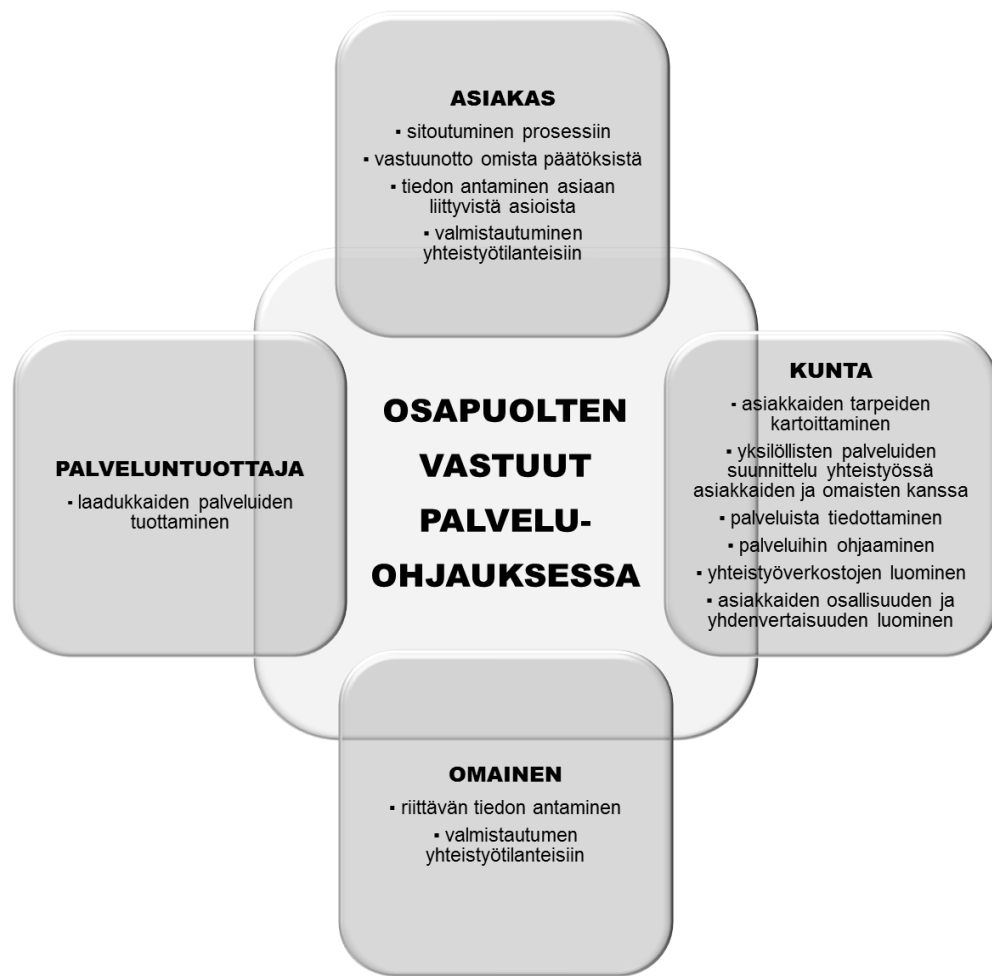 ASIAKAS
▪ sitoutuminen prosessiin
▪ vastuunotto omista päätöksistä
▪ tiedon antaminen asiaan
liittyvistä asioista
▪ valmistautuminen
yhteistyötilanteisiin
PALVELUNTUOTTAJA
▪ laadukkaiden palveluiden
tuottaminen
OSAPUOLTEN
VASTUUT
PALVELU-
OHJAUKSESSA
KUNTA
▪ asiakkaiden tarpeiden
kartoittaminen
▪ yksilöllisten palveluiden
suunnittelu yhteistyössä
asiakkaiden ja omaisten kanssa
▪ palveluista tiedottaminen
▪ palveluihin ohjaaminen
▪ yhteistyöverkostojen luominen
▪ asiakkaiden osallisuuden ja
yhdenvertaisuuden luominen
OMAINEN
▪ riittävän tiedon antaminen
▪ valmistautumen
yhteistyötilanteisiin